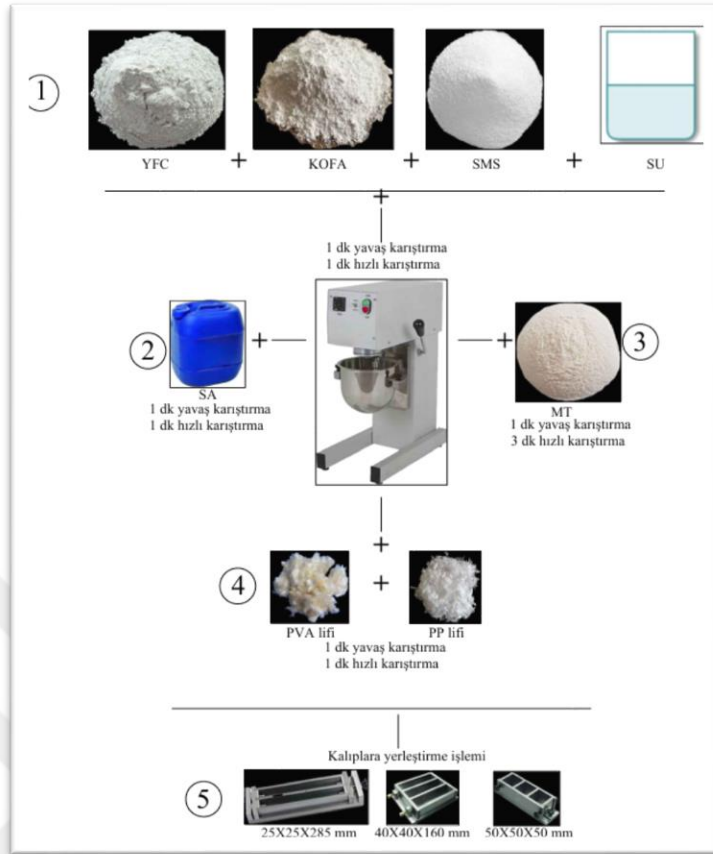 1
YFC + KOFA + SMS + SU
+
1 dk yavaş karıştırma
1 dk hızlı karıştırma
2
+
SA
1 dk yavaş karıştırma
1 dk hızlı karıştırma
+
3
MT
1 dk yavaş karıştırma
3 dk hızlı karıştırma
+
4
+
PVA lifi PP lifi
1 dk yavaş karıştırma
1 dk hızlı karıştırma
Kalıplara yerleştirme işlemi
5
25X25X285 mm 40X40X160 mm 50X50X50 mm